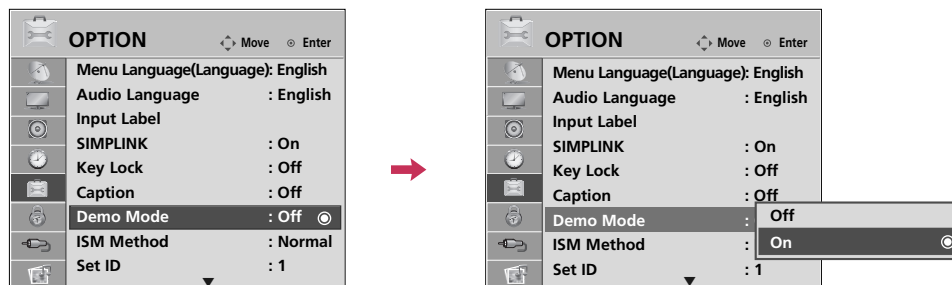 OPTION Move Enter
Menu Language(Language): English
Audio Language : English
Input Label
SIMPLINK : On
Key Lock : Off
Caption : Off
Demo Mode : Off
ISM Method : Normal
Set ID : 1
OPTION Move Enter
Menu Language(Language): English
Audio Language : English
Input Label
SIMPLINK : On
Key Lock : Off
Caption : Off
Demo Mode :
ISM Method :
Set ID : 1
Off
On